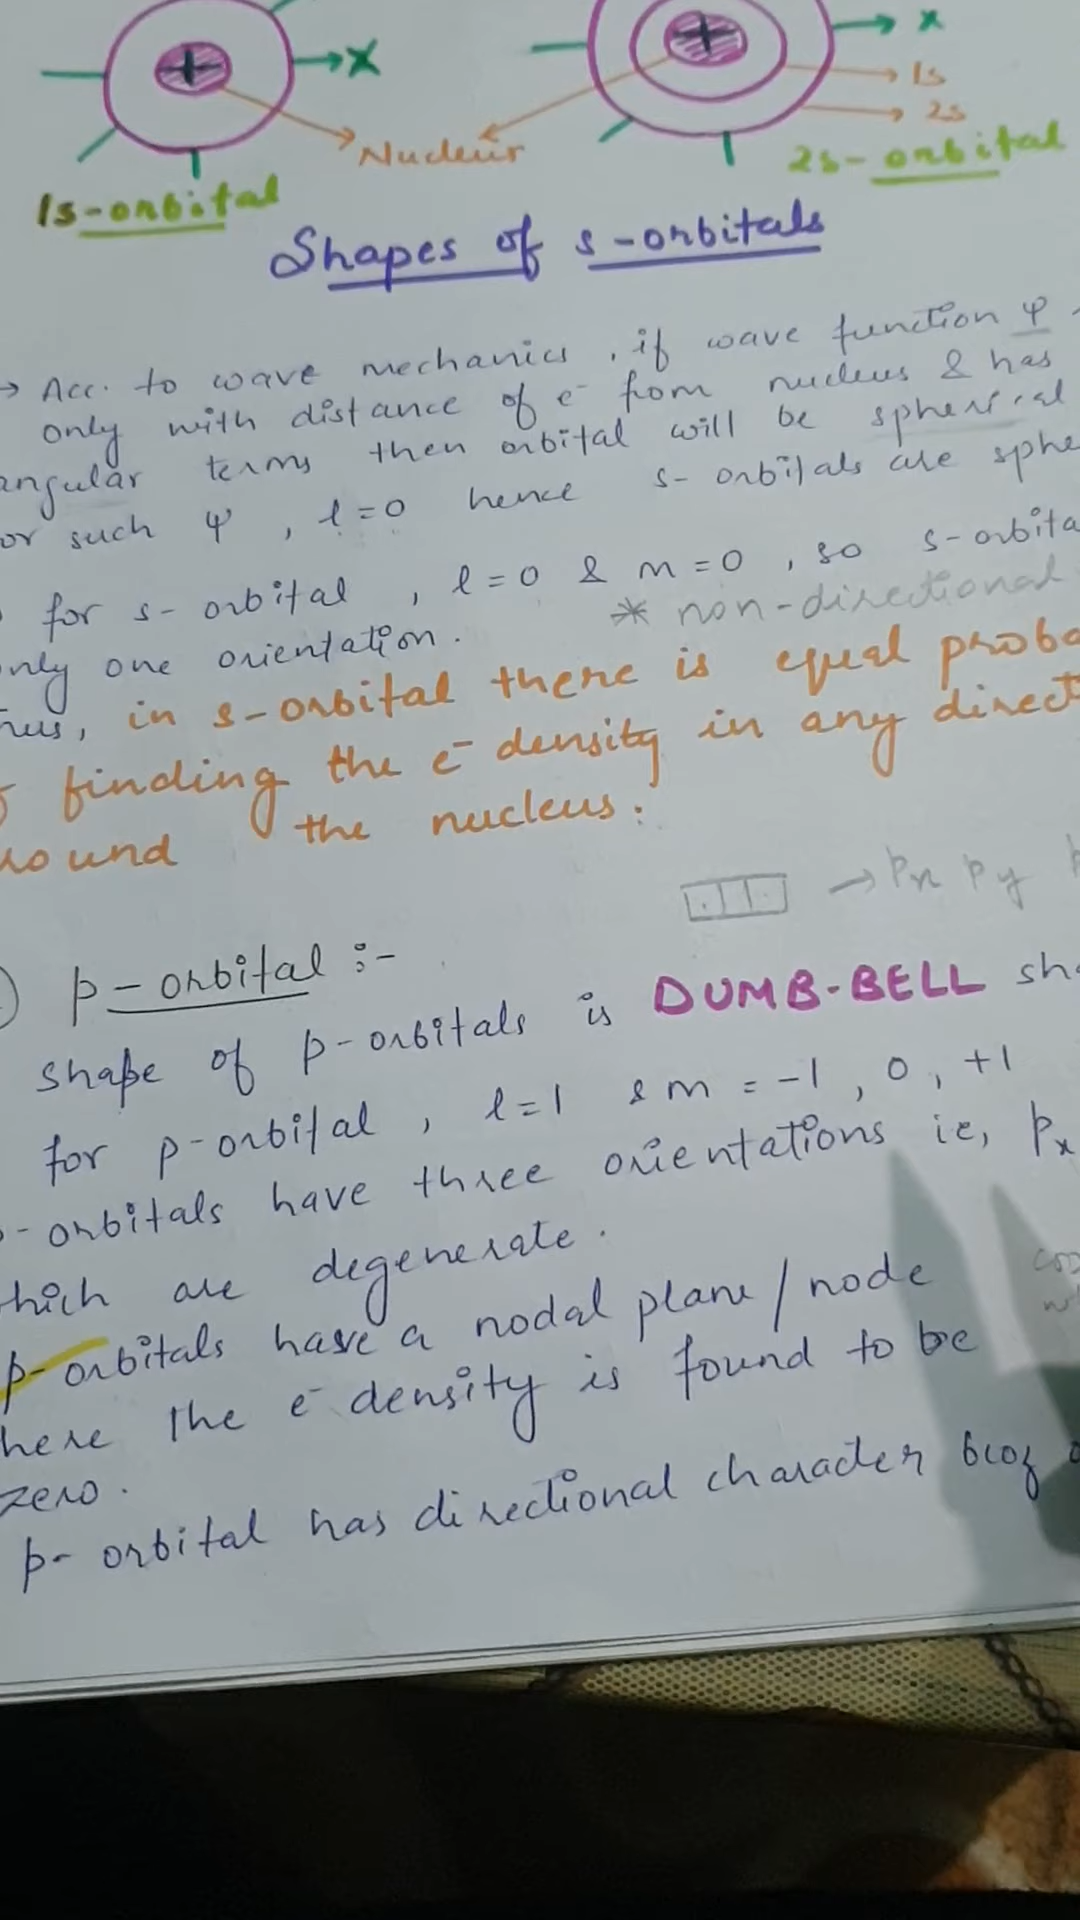 X
x
1s
2s
Nucleur
2s-orbital
1s-orbital
Shapes of s-orbitals
→ Acc. to wave mechanics, if wave function ψ
only with distance of e⁻ from nucleus & has
angular terms then orbital will be spherical
or such ψ, l=0 hence s-orbitals are sphe
for s-orbital, l=0 & m=0, so s-orbita
only one orientation. * non-directional
hus, in s-orbital there is equal proba
f finding the e⁻ density in any direct
round the nucleus.
→ Px Py
p-orbital :-
shape of p-orbitals is DUMB-BELL sha
for p-orbital, l=1 & m = -1, 0, +1
p-orbitals have three orientations ie, Px
which are degenerate.
p-orbitals have a nodal plane/node
here the e⁻ density is found to be
zero.
p-orbital has directional character bcoz